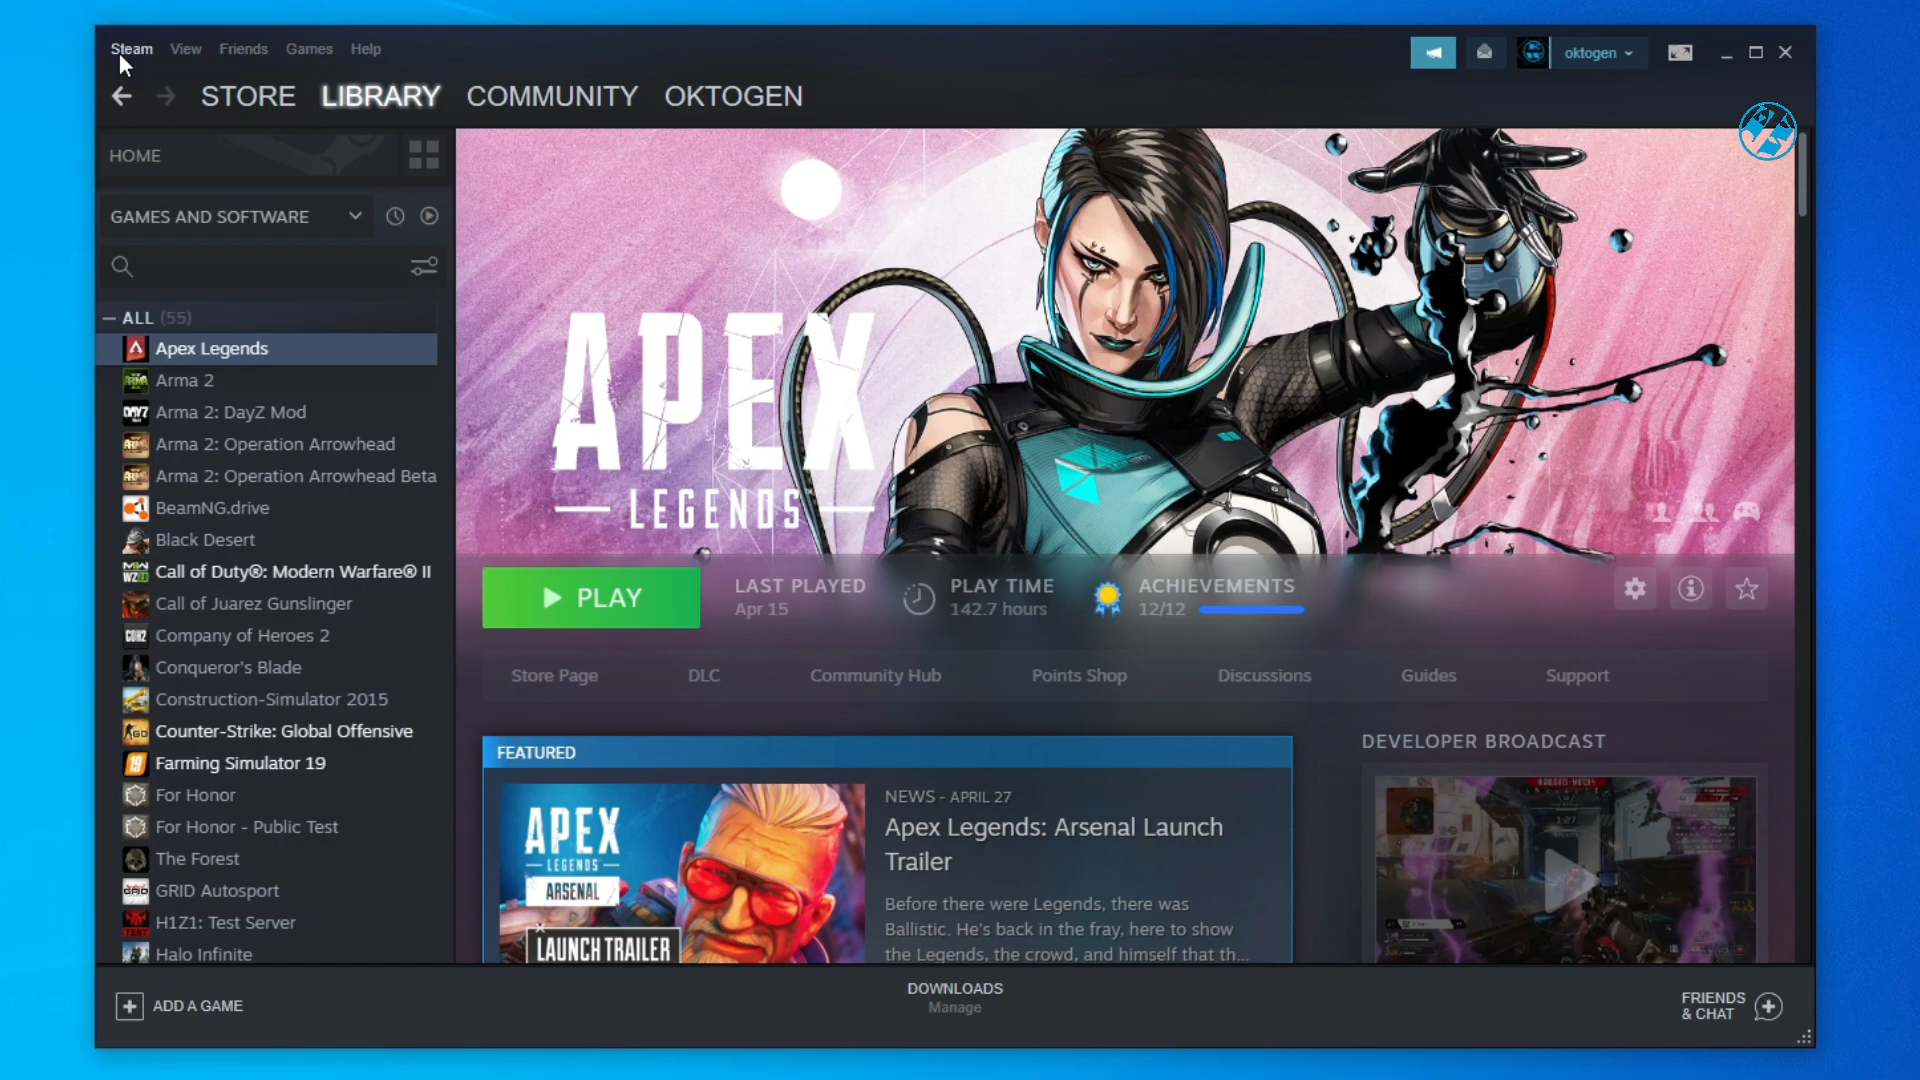 Steam View Friends Games Help
oktogen
STORE LIBRARY COMMUNITY OKTOGEN
HOME
GAMES AND SOFTWARE
ALL (55)
Apex Legends
Arma 2
Arma 2: DayZ Mod
Arma 2: Operation Arrowhead
Arma 2: Operation Arrowhead Beta
BeamNG.drive
Black Desert
Call of Duty®: Modern Warfare® II
Call of Juarez Gunslinger
Company of Heroes 2
Conqueror's Blade
Construction-Simulator 2015
Counter-Strike: Global Offensive
Farming Simulator 19
For Honor
For Honor - Public Test
The Forest
GRID Autosport
H1Z1: Test Server
Halo Infinite
APEX
LEGENDS
PLAY
LAST PLAYED
Apr 15
PLAY TIME
142.7 hours
ACHIEVEMENTS
12/12
Store Page DLC Community Hub Points Shop Discussions Guides Support
FEATURED
APEX
LEGENDS
ARSENAL
LAUNCH TRAILER
NEWS - APRIL 27
Apex Legends: Arsenal Launch
Trailer
Before there were Legends, there was
Ballistic. He's back in the fray, here to show
the Legends, the crowd, and himself that th...
DEVELOPER BROADCAST
1:27
ADD A GAME
DOWNLOADS
Manage
FRIENDS
& CHAT